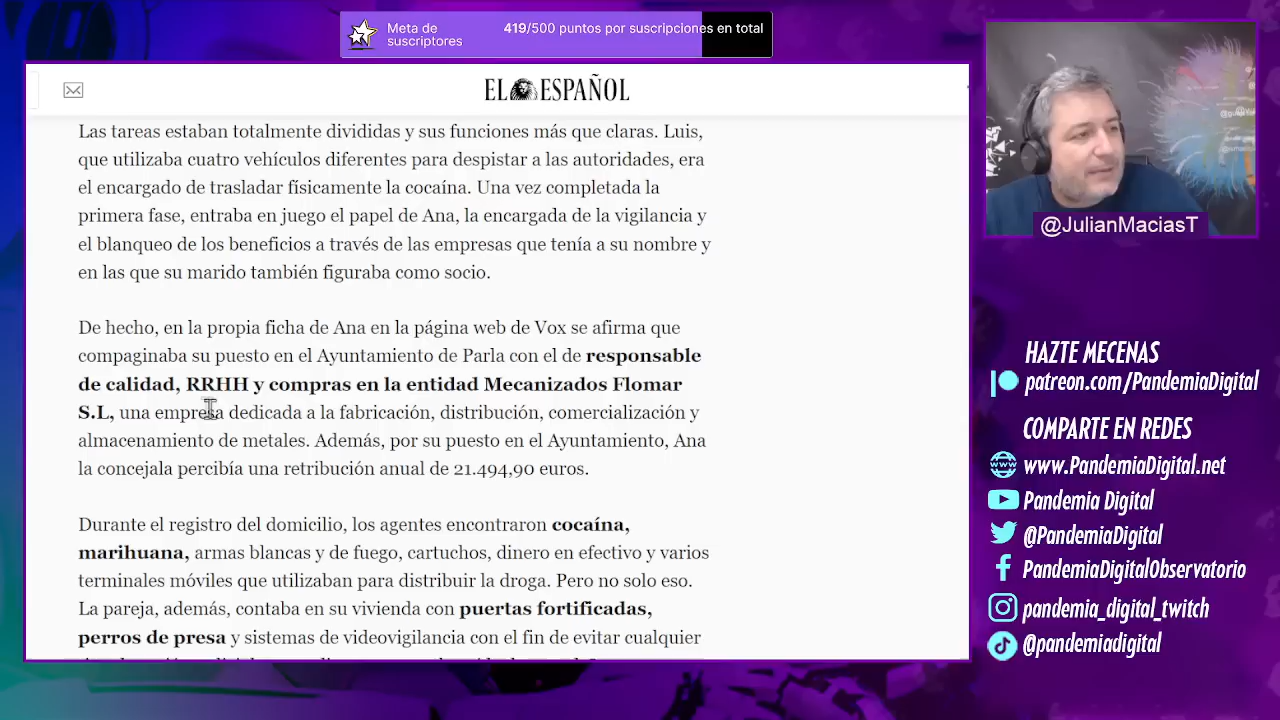 Meta de
suscriptores
419/500 puntos por suscripciones en total
EL ESPAÑOL
Las tareas estaban totalmente divididas y sus funciones más que claras. Luis,
que utilizaba cuatro vehículos diferentes para despistar a las autoridades, era
el encargado de trasladar físicamente la cocaína. Una vez completada la
primera fase, entraba en juego el papel de Ana, la encargada de la vigilancia y
el blanqueo de los beneficios a través de las empresas que tenía a su nombre y
en las que su marido también figuraba como socio.
De hecho, en la propia ficha de Ana en la página web de Vox se afirma que
compaginaba su puesto en el Ayuntamiento de Parla con el de responsable
de calidad, RRHH y compras en la entidad Mecanizados Flomar
S.L, una empresa dedicada a la fabricación, distribución, comercialización y
almacenamiento de metales. Además, por su puesto en el Ayuntamiento, Ana
la concejala percibía una retribución anual de 21.494,90 euros.
Durante el registro del domicilio, los agentes encontraron cocaína,
marihuana, armas blancas y de fuego, cartuchos, dinero en efectivo y varios
terminales móviles que utilizaban para distribuir la droga. Pero no solo eso.
La pareja, además, contaba en su vivienda con puertas fortificadas,
perros de presa y sistemas de videovigilancia con el fin de evitar cualquier
@JulianMaciasT
HAZTE MECENAS
patreon.com/PandemiaDigital
COMPARTE EN REDES
www.PandemiaDigital.net
Pandemia Digital
@PandemiaDigital
PandemiaDigitalObservatorio
pandemia_digital_twitch
@pandemiadigital